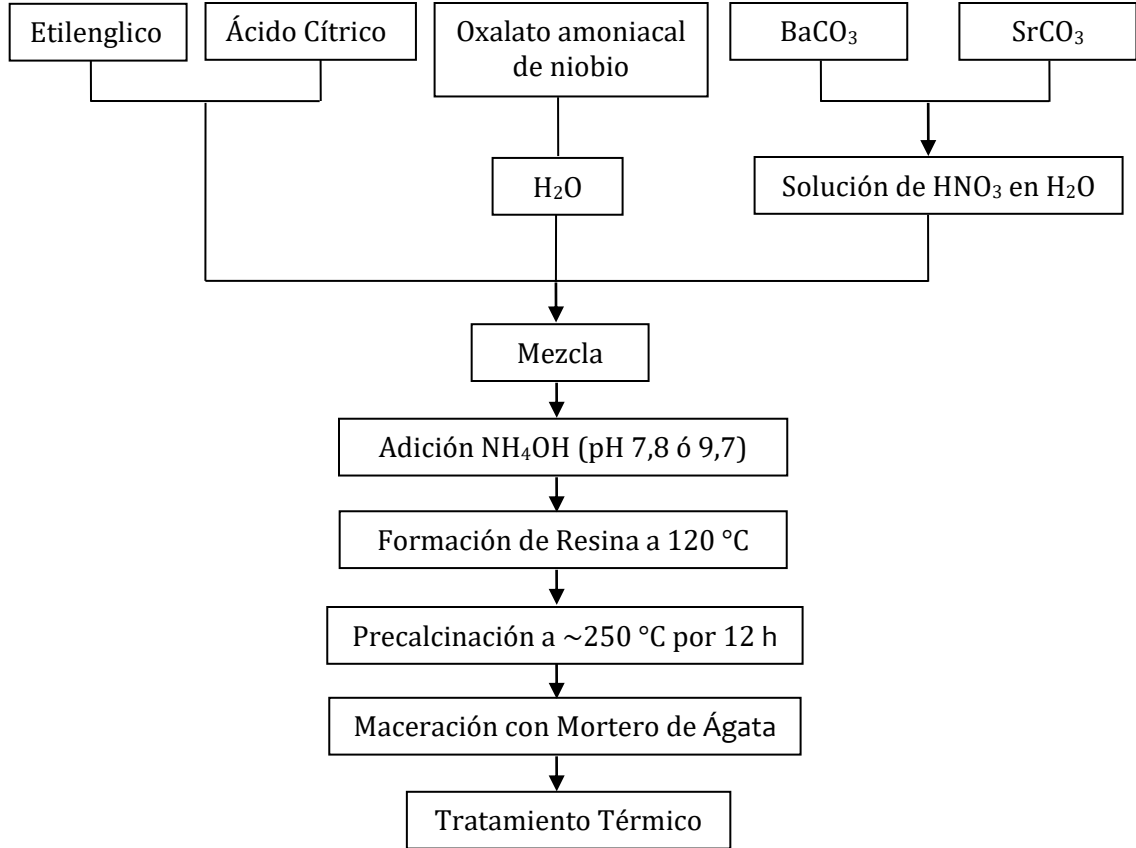 Etilenglico
Ácido Cítrico
Oxalato amoniacal
de niobio
BaCO₃
SrCO₃
H₂O
Solución de HNO₃ en H₂O
Mezcla
Adición NH₄OH (pH 7,8 ó 9,7)
Formación de Resina a 120 °C
Precalcinación a ~250 °C por 12 h
Maceración con Mortero de Ágata
Tratamiento Térmico